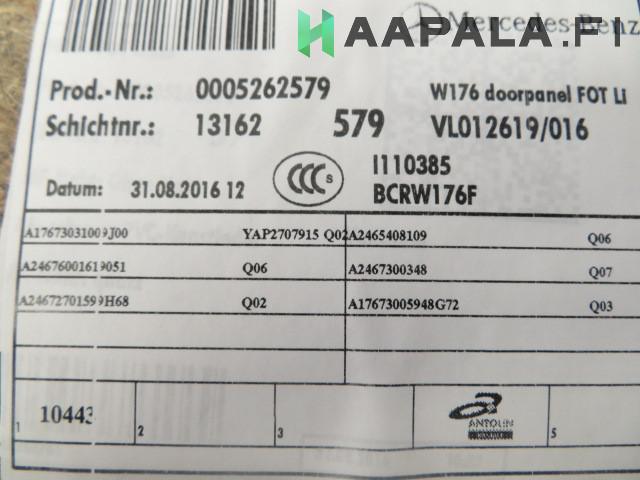 HAAPALA.FI
Mercedes-Benz
Prod.-Nr.: 0005262579 W176 doorpanel FOT Li
Schichtnr.: 13162 579 VL012619/016
Datum: 31.08.2016 12 CCC S I110385
BCRW176F
A17673031009J00 YAP2707915 Q02 A2465408109 Q06
A24676001619051 Q06 A2467300348 Q07
A24672701599H68 Q02 A17673005948G72 Q03
1 10443 2 3 ANTOLIN 5